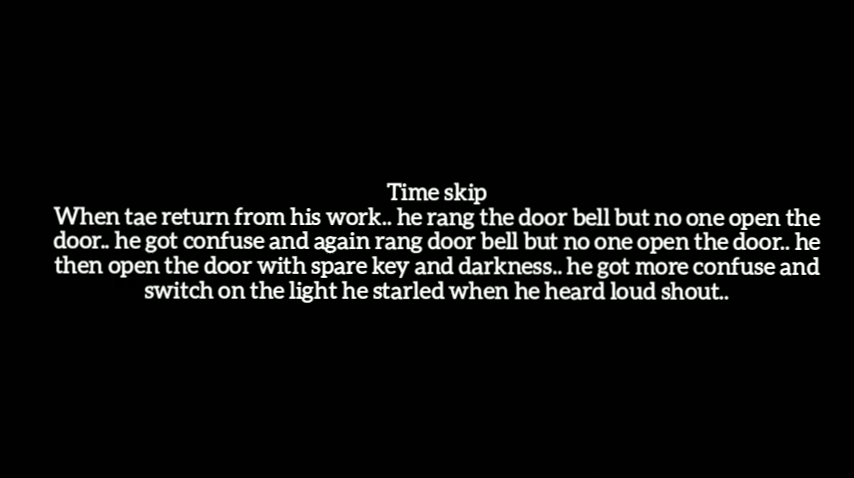 Time skip
When tae return from his work.. he rang the door bell but no one open the
door.. he got confuse and again rang door bell but no one open the door.. he
then open the door with spare key and darkness.. he got more confuse and
switch on the light he starled when he heard loud shout..